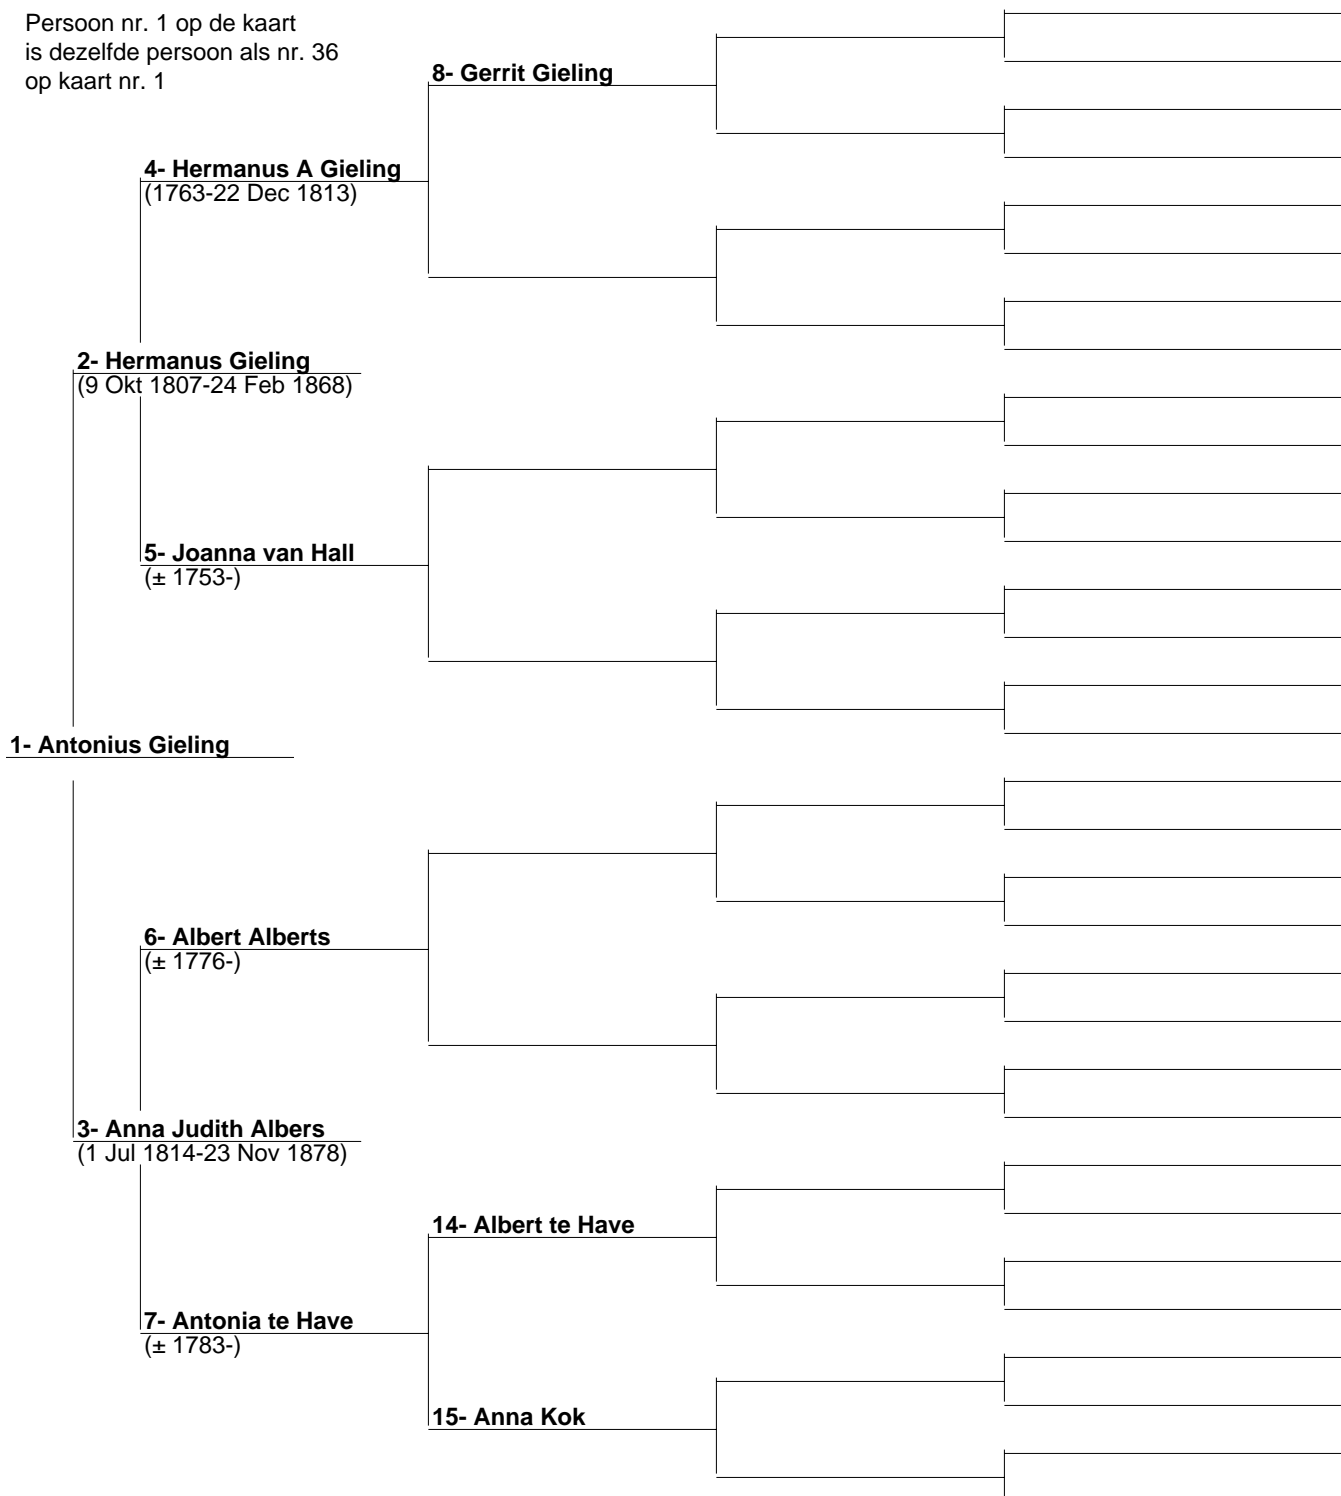 Persoon nr. 1 op de kaart
is dezelfde persoon als nr. 36
op kaart nr. 1
8- Gerrit Gieling
4- Hermanus A Gieling
(1763-22 Dec 1813)
2- Hermanus Gieling
(9 Okt 1807-24 Feb 1868)
5- Joanna van Hall
(± 1753-)
1- Antonius Gieling
6- Albert Alberts
(± 1776-)
3- Anna Judith Albers
(1 Jul 1814-23 Nov 1878)
14- Albert te Have
7- Antonia te Have
(± 1783-)
15- Anna Kok